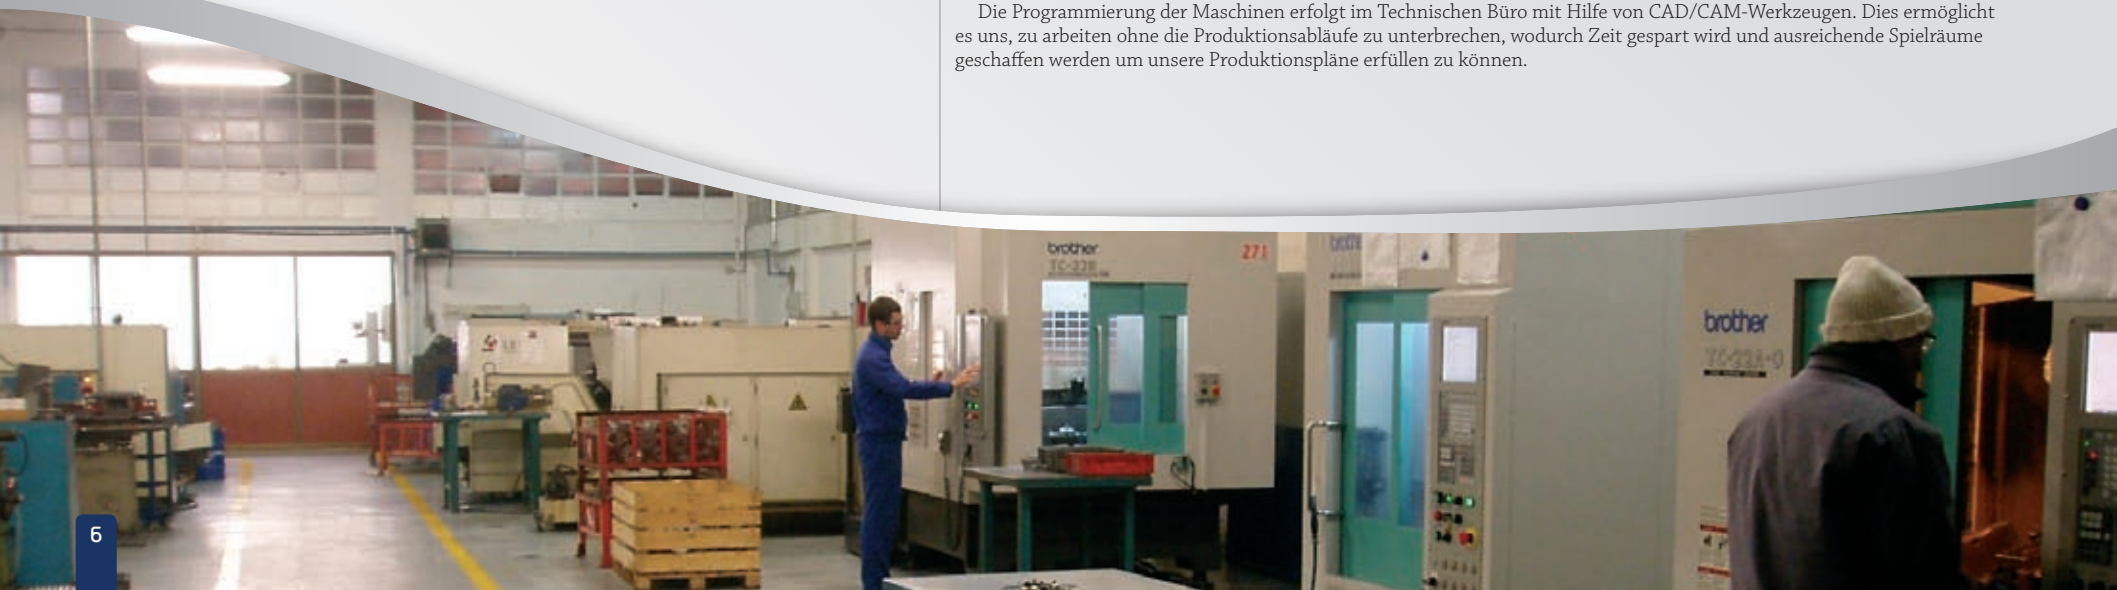 Die Programmierung der Maschinen erfolgt im Technischen Büro mit Hilfe von CAD/CAM-Werkzeugen. Dies ermöglicht
es uns, zu arbeiten ohne die Produktionsabläufe zu unterbrechen, wodurch Zeit gespart wird und ausreichende Spielräume
geschaffen werden um unsere Produktionspläne erfüllen zu können.
brother
271
brother
brother
6